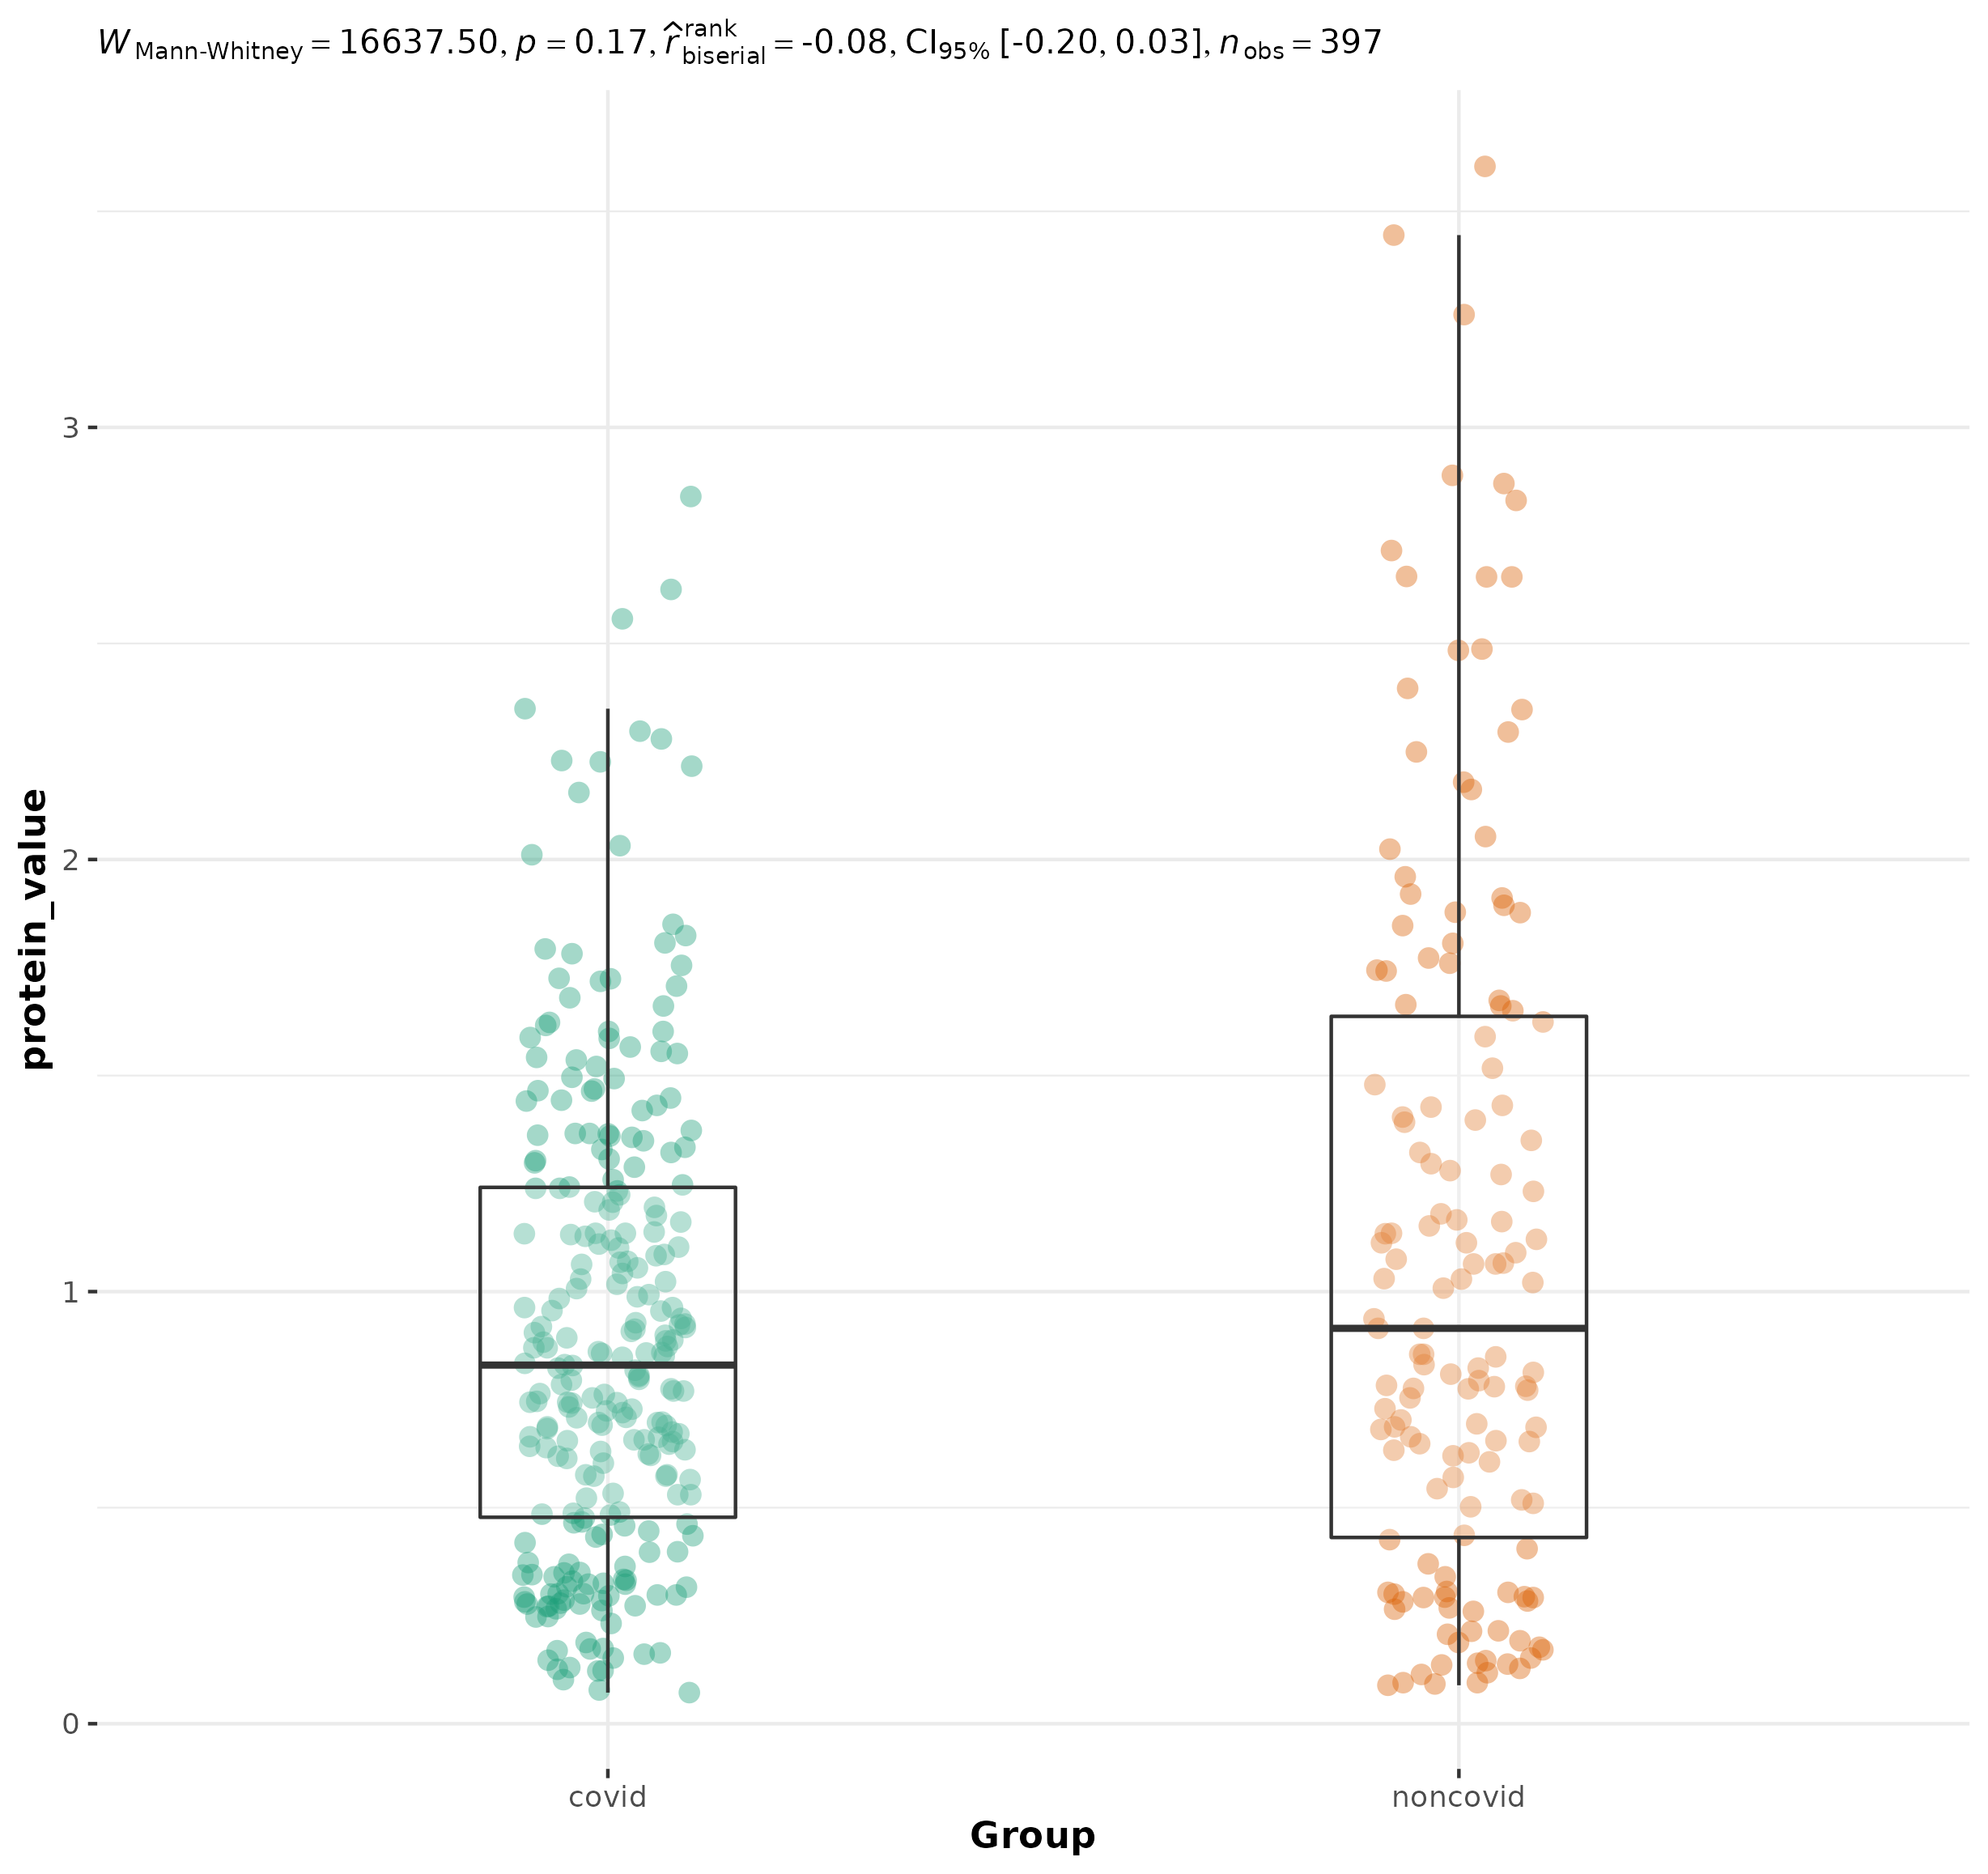 W Mann-Whitney = 16637.50, p = 0.17, r̂ rank biserial = -0.08, CI95% [-0.20, 0.03], n obs = 397
protein_value
3
2
1
0
covid noncovid
Group